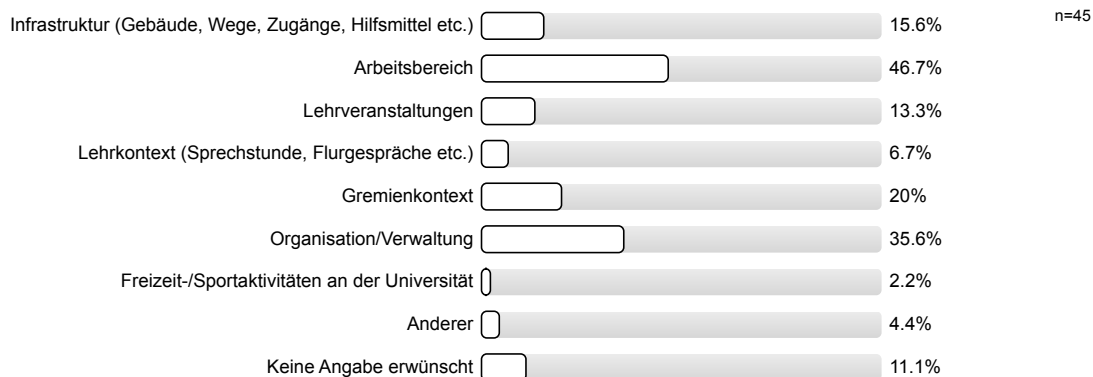 Infrastruktur (Gebäude, Wege, Zugänge, Hilfsmittel etc.) 15.6% n=45
Arbeitsbereich 46.7%
Lehrveranstaltungen 13.3%
Lehrkontext (Sprechstunde, Flurgespräche etc.) 6.7%
Gremienkontext 20%
Organisation/Verwaltung 35.6%
Freizeit-/Sportaktivitäten an der Universität 2.2%
Anderer 4.4%
Keine Angabe erwünscht 11.1%